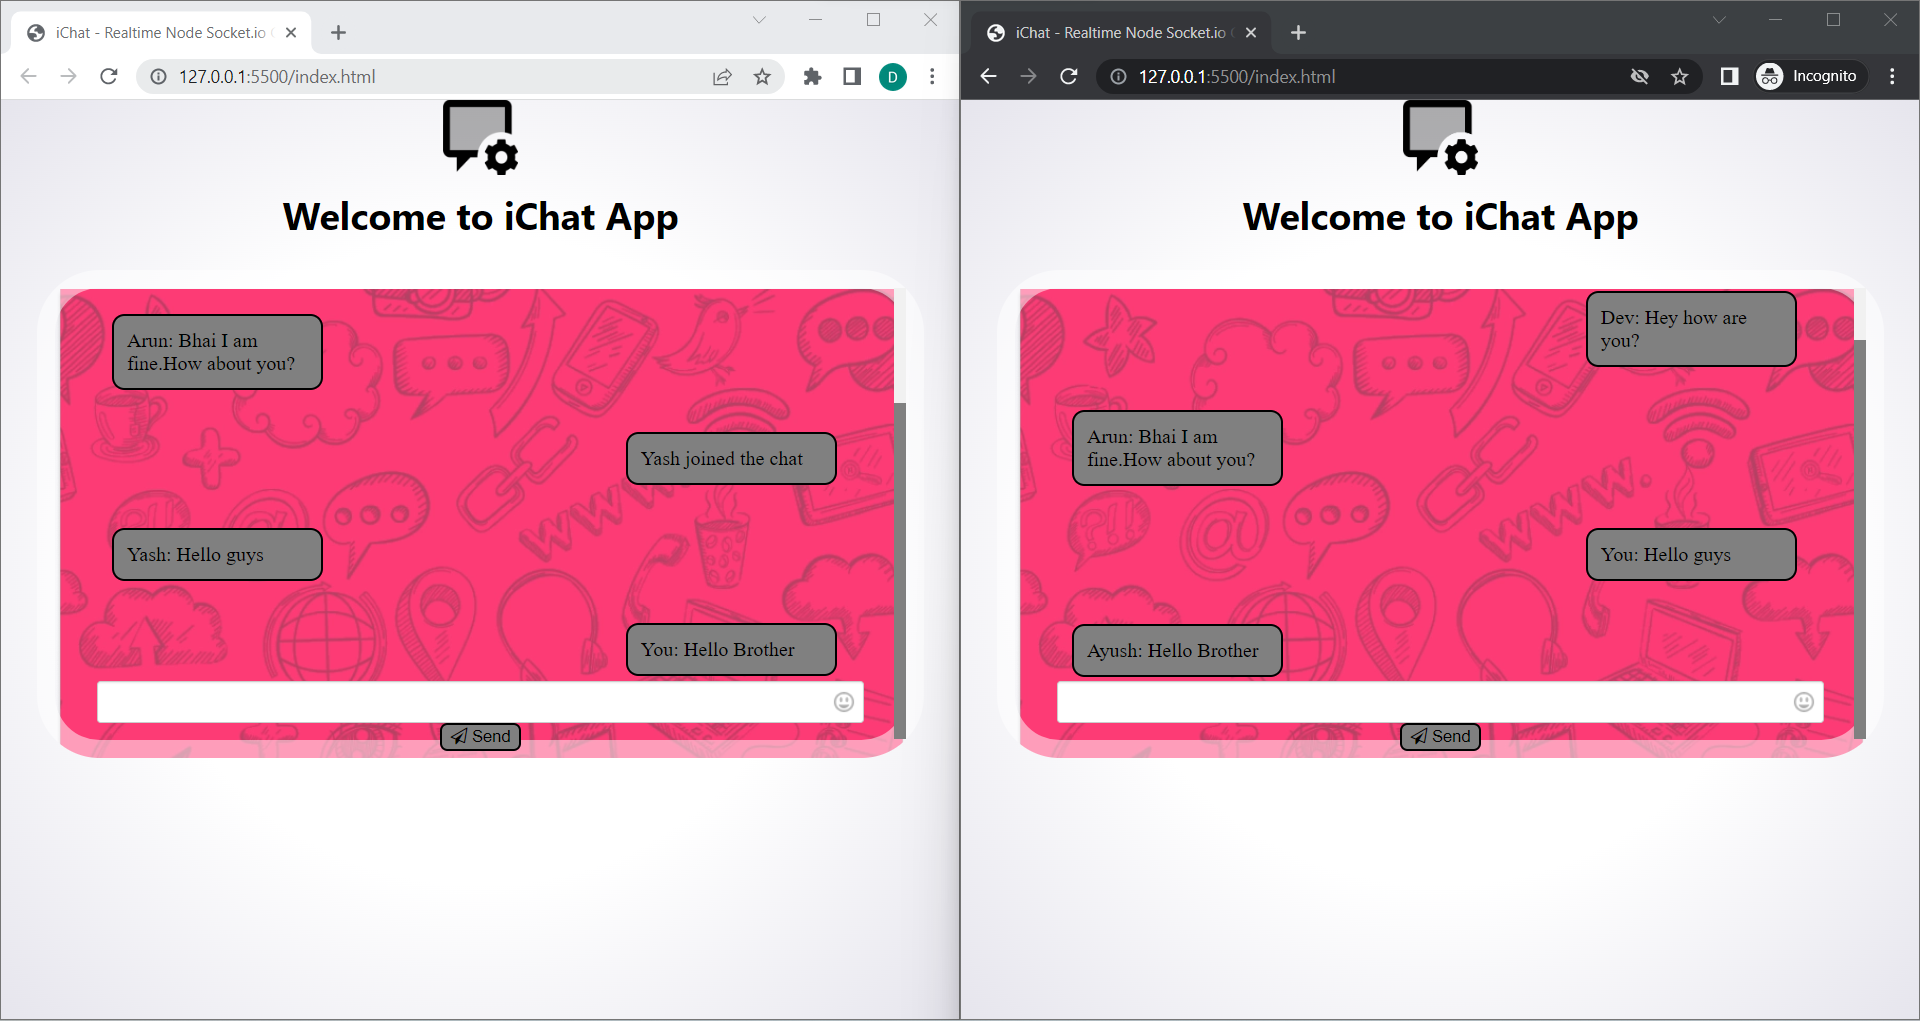 iChat - Realtime Node Socket.io
127.0.0.1:5500/index.html
D
Welcome to iChat App
Arun: Bhai I am
fine.How about you?
Yash joined the chat
Yash: Hello guys
You: Hello Brother
Send
iChat - Realtime Node Socket.io
127.0.0.1:5500/index.html
Incognito
Welcome to iChat App
Dev: Hey how are
you?
Arun: Bhai I am
fine.How about you?
You: Hello guys
Ayush: Hello Brother
Send
www.
@
?!!
@!!
@
www.